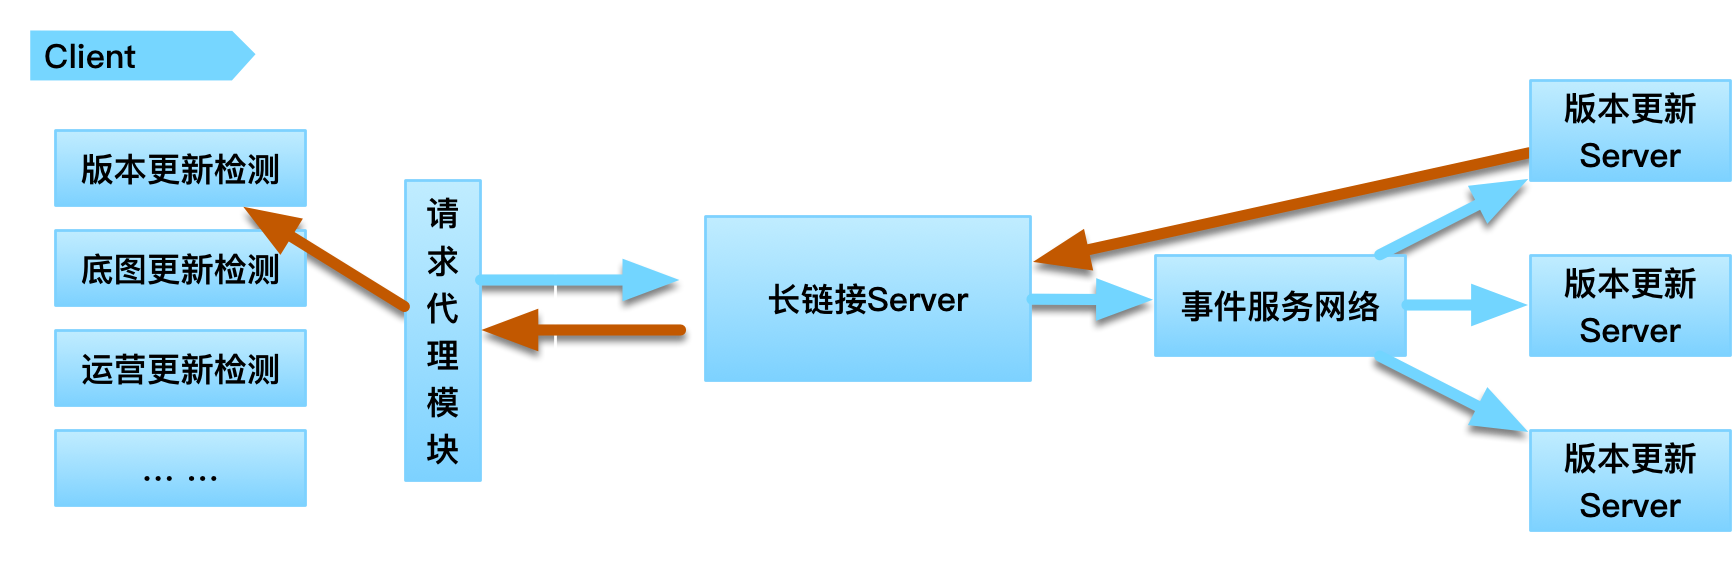 Client
版本更新检测
底图更新检测
运营更新检测
... ...
请
求
代
理
模
块
长链接Server
事件服务网络
版本更新
Server
版本更新
Server
版本更新
Server